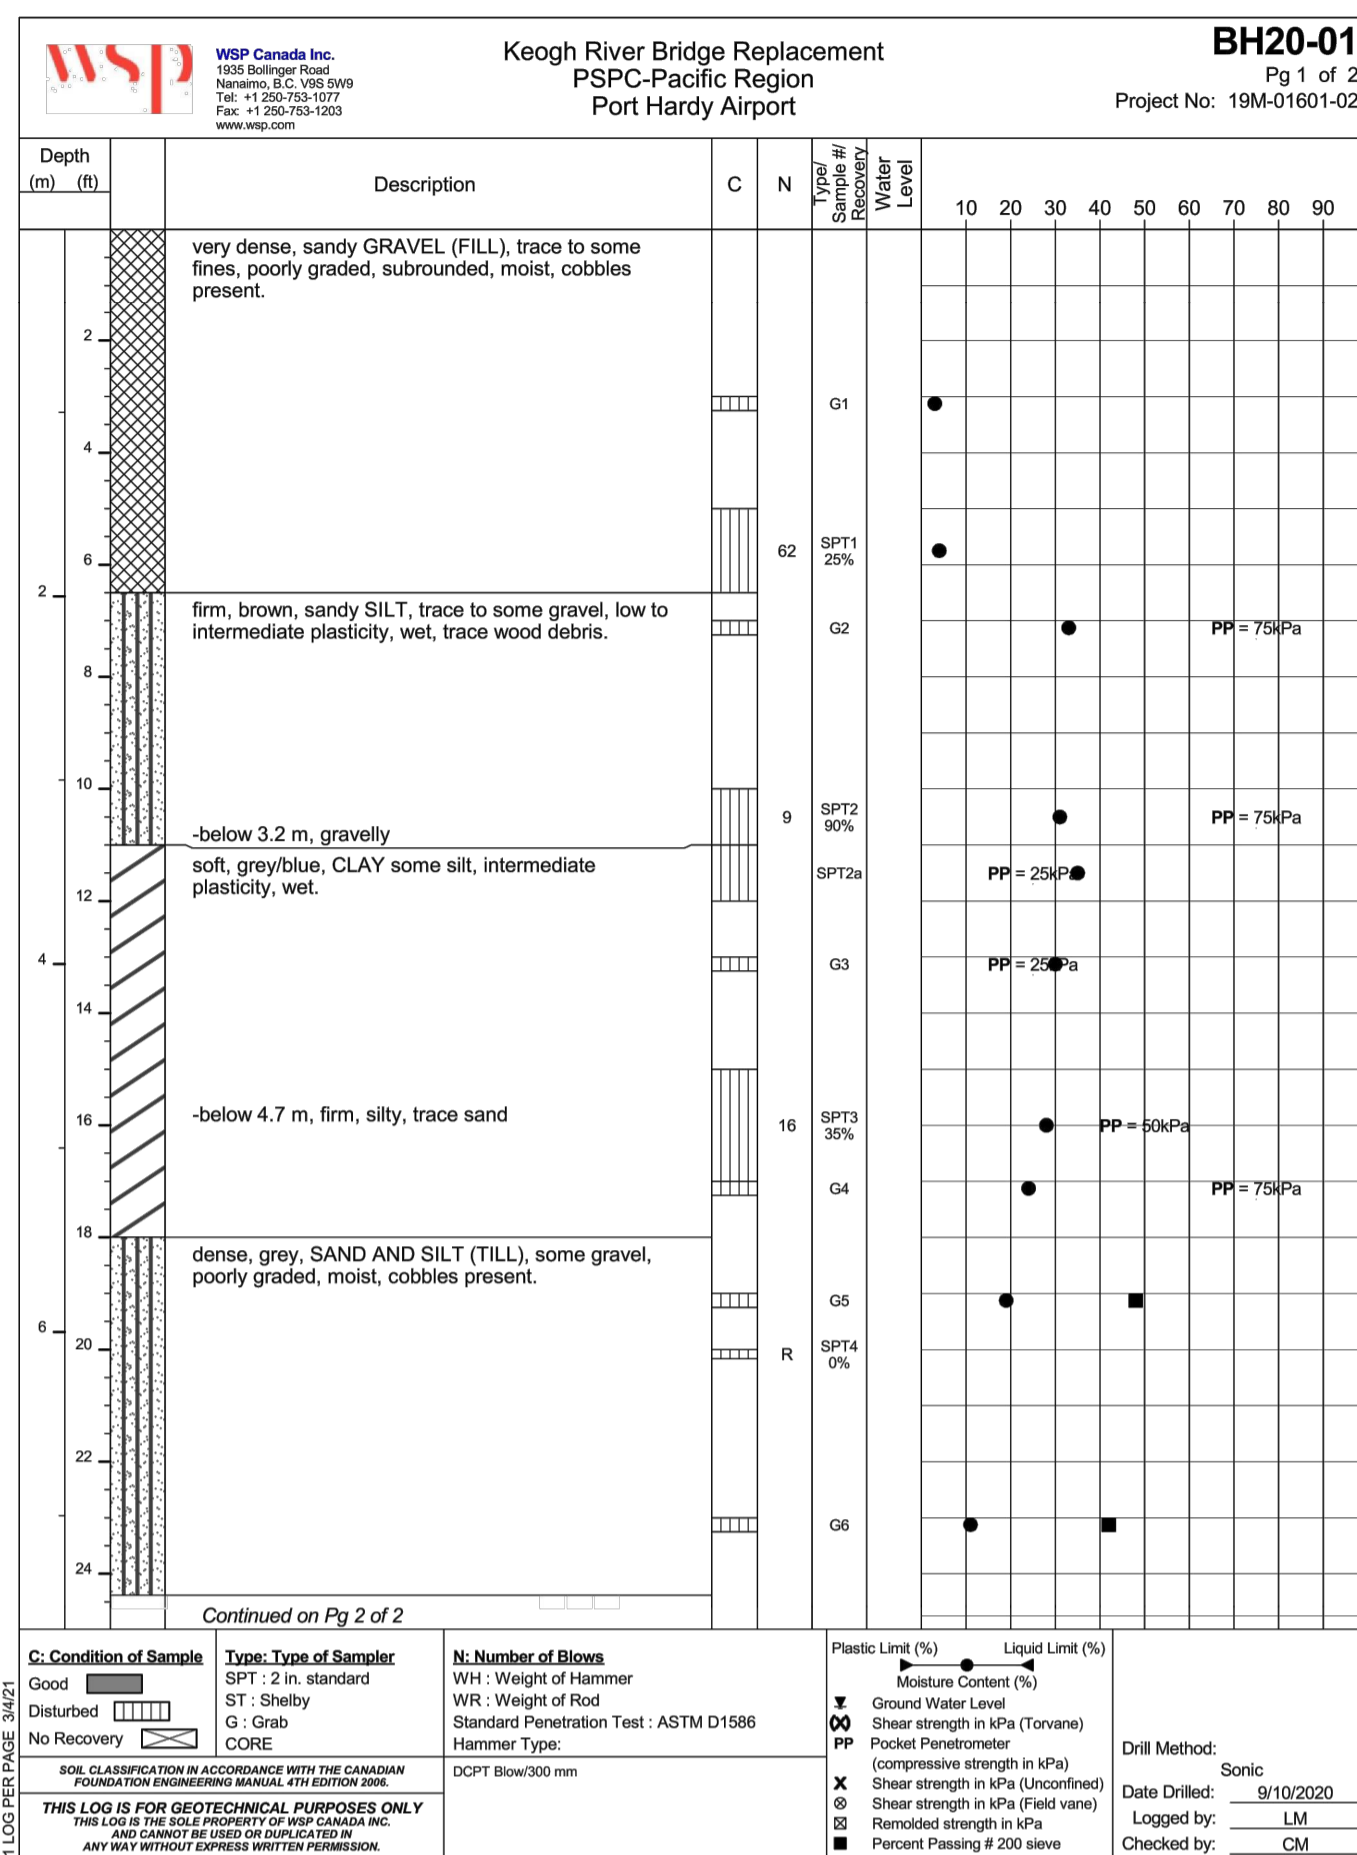 WSP
WSP Canada Inc.
1935 Bollinger Road
Nanaimo, B.C. V9S 5W9
Tel: +1 250-753-1077
Fax: +1 250-753-1203
www.wsp.com
Keogh River Bridge Replacement
PSPC-Pacific Region
Port Hardy Airport
BH20-01
Pg 1 of 2
Project No: 19M-01601-02
Depth
(m) (ft)
Description
C
N
Type/
Sample #/
Recovery
Water
Level
10 20 30 40 50 60 70 80 90
very dense, sandy GRAVEL (FILL), trace to some
fines, poorly graded, subrounded, moist, cobbles
present.
2
G1
4
62
SPT1
25%
6
2
firm, brown, sandy SILT, trace to some gravel, low to
intermediate plasticity, wet, trace wood debris.
G2
PP = 75kPa
8
10
9
SPT2
90%
PP = 75kPa
-below 3.2 m, gravelly
soft, grey/blue, CLAY some silt, intermediate
plasticity, wet.
SPT2a
PP = 25kPa
12
4
G3
PP = 25kPa
14
-below 4.7 m, firm, silty, trace sand
16
16
SPT3
35%
PP = 50kPa
G4
PP = 75kPa
18
dense, grey, SAND AND SILT (TILL), some gravel,
poorly graded, moist, cobbles present.
G5
6
20
R
SPT4
0%
22
G6
24
Continued on Pg 2 of 2
1 LOG PER PAGE 3/4/21
C: Condition of Sample
Good
Disturbed
No Recovery
Type: Type of Sampler
SPT : 2 in. standard
ST : Shelby
G : Grab
CORE
N: Number of Blows
WH : Weight of Hammer
WR : Weight of Rod
Standard Penetration Test : ASTM D1586
Hammer Type:
DCPT Blow/300 mm
SOIL CLASSIFICATION IN ACCORDANCE WITH THE CANADIAN
FOUNDATION ENGINEERING MANUAL 4TH EDITION 2006.
THIS LOG IS FOR GEOTECHNICAL PURPOSES ONLY
THIS LOG IS THE SOLE PROPERTY OF WSP CANADA INC.
AND CANNOT BE USED OR DUPLICATED IN
ANY WAY WITHOUT EXPRESS WRITTEN PERMISSION.
Plastic Limit (%) Liquid Limit (%)
Moisture Content (%)
Ground Water Level
Shear strength in kPa (Torvane)
PP Pocket Penetrometer
(compressive strength in kPa)
Shear strength in kPa (Unconfined)
Shear strength in kPa (Field vane)
Remolded strength in kPa
Percent Passing # 200 sieve
Drill Method:
Sonic
Date Drilled: 9/10/2020
Logged by: LM
Checked by: CM